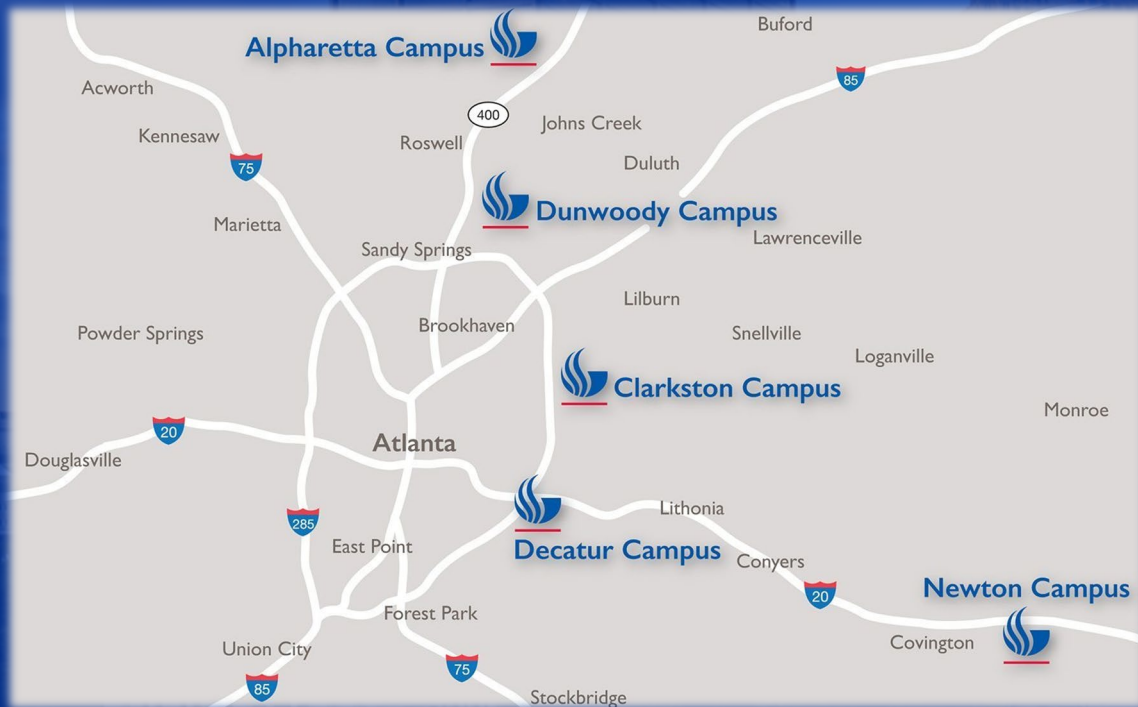 Buford
Alpharetta Campus
85
Acworth
400
Johns Creek
Kennesaw
Roswell
Duluth
75
Dunwoody Campus
Marietta
Lawrenceville
Sandy Springs
Lilburn
Brookhaven
Powder Springs
Snellville
Loganville
Clarkston Campus
Monroe
20
Atlanta
Douglasville
Lithonia
285
East Point
Decatur Campus
Conyers
Newton Campus
20
Forest Park
Covington
Union City
75
85
Stockbridge